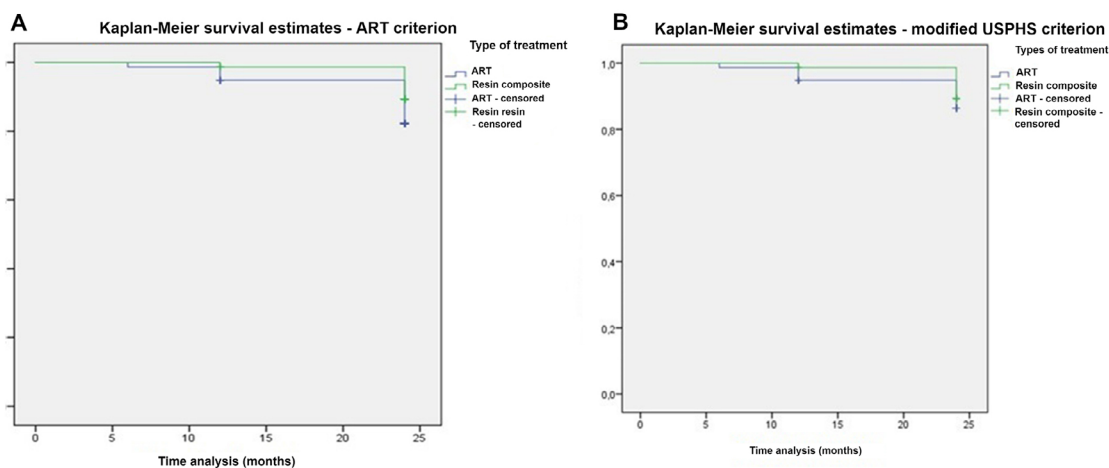 A
Kaplan-Meier survival estimates - ART criterion
Type of treatment
ART
Resin composite
ART - censored
Resin resin
- censored
0 5 10 15 20 25
Time analysis (months)
B
Kaplan-Meier survival estimates - modified USPHS criterion
Types of treatment
ART
Resin composite
ART - censored
Resin composite -
censored
1,0
0,8
0,6
0,4
0,2
0,0
0 5 10 15 20 25
Time analysis (months)